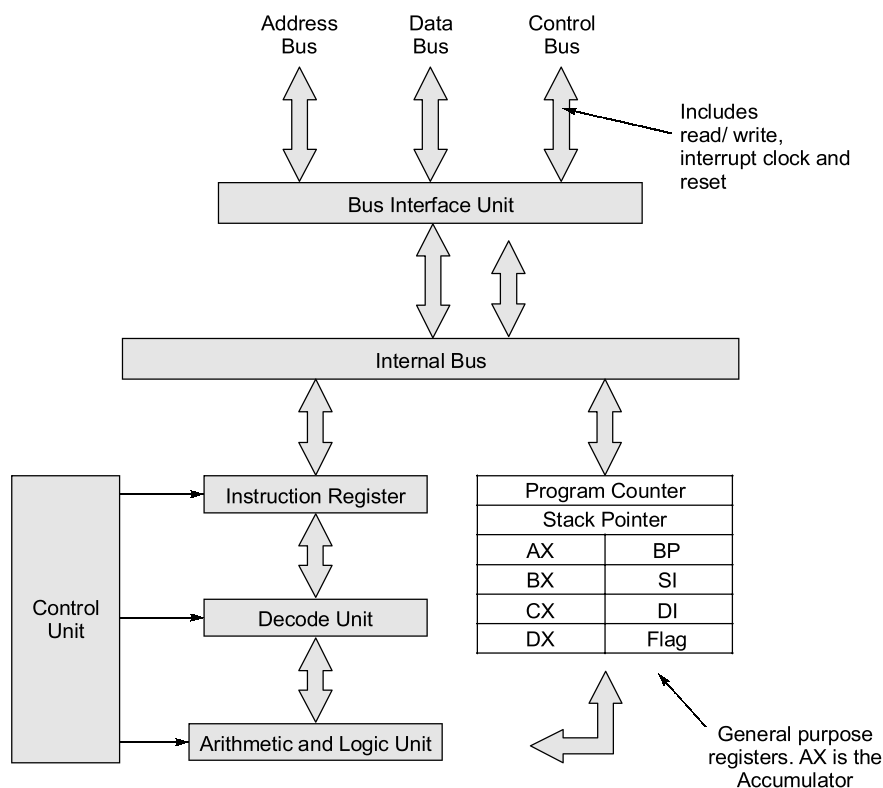 Address
Bus
Data
Bus
Control
Bus
Includes
read/ write,
interrupt clock and
reset
Bus Interface Unit
Internal Bus
Instruction Register
Decode Unit
Arithmetic and Logic Unit
Control
Unit
Program Counter
Stack Pointer
AX BP
BX SI
CX DI
DX Flag
General purpose
registers. AX is the
Accumulator